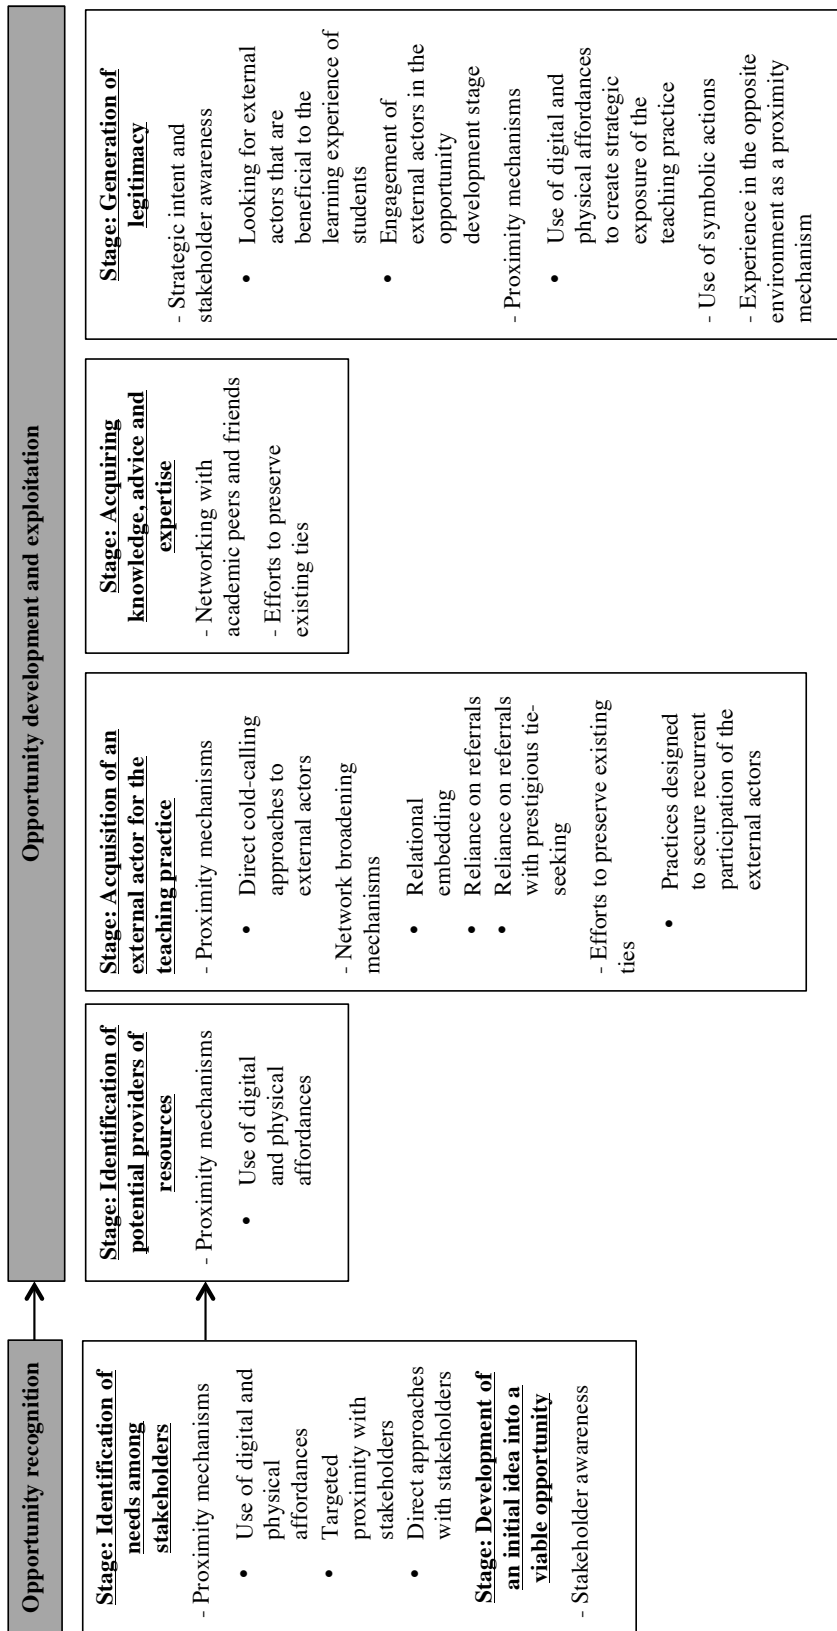 Opportunity recognition
Opportunity development and exploitation
Stage: Identification of
needs among
stakeholders
- Proximity mechanisms
• Use of digital and
physical
affordances
• Targeted
proximity with
stakeholders
• Direct approaches
with stakeholders
Stage: Development of
an initial idea into a
viable opportunity
- Stakeholder awareness
Stage: Identification of
potential providers of
resources
- Proximity mechanisms
• Use of digital
and physical
affordances
Stage: Acquisition of an
external actor for the
teaching practice
- Proximity mechanisms
• Direct cold-calling
approaches to
external actors
- Network broadening
mechanisms
• Relational
embedding
• Reliance on referrals
• Reliance on referrals
with prestigious tie-
seeking
- Efforts to preserve existing
ties
• Practices designed
to secure recurrent
participation of the
external actors
Stage: Acquiring
knowledge, advice and
expertise
- Networking with
academic peers and friends
- Efforts to preserve
existing ties
Stage: Generation of
legitimacy
- Strategic intent and
stakeholder awareness
• Looking for external
actors that are
beneficial to the
learning experience of
students
• Engagement of
external actors in the
opportunity
development stage
- Proximity mechanisms
• Use of digital and
physical affordances
to create strategic
exposure of the
teaching practice
- Use of symbolic actions
- Experience in the opposite
environment as a proximity
mechanism